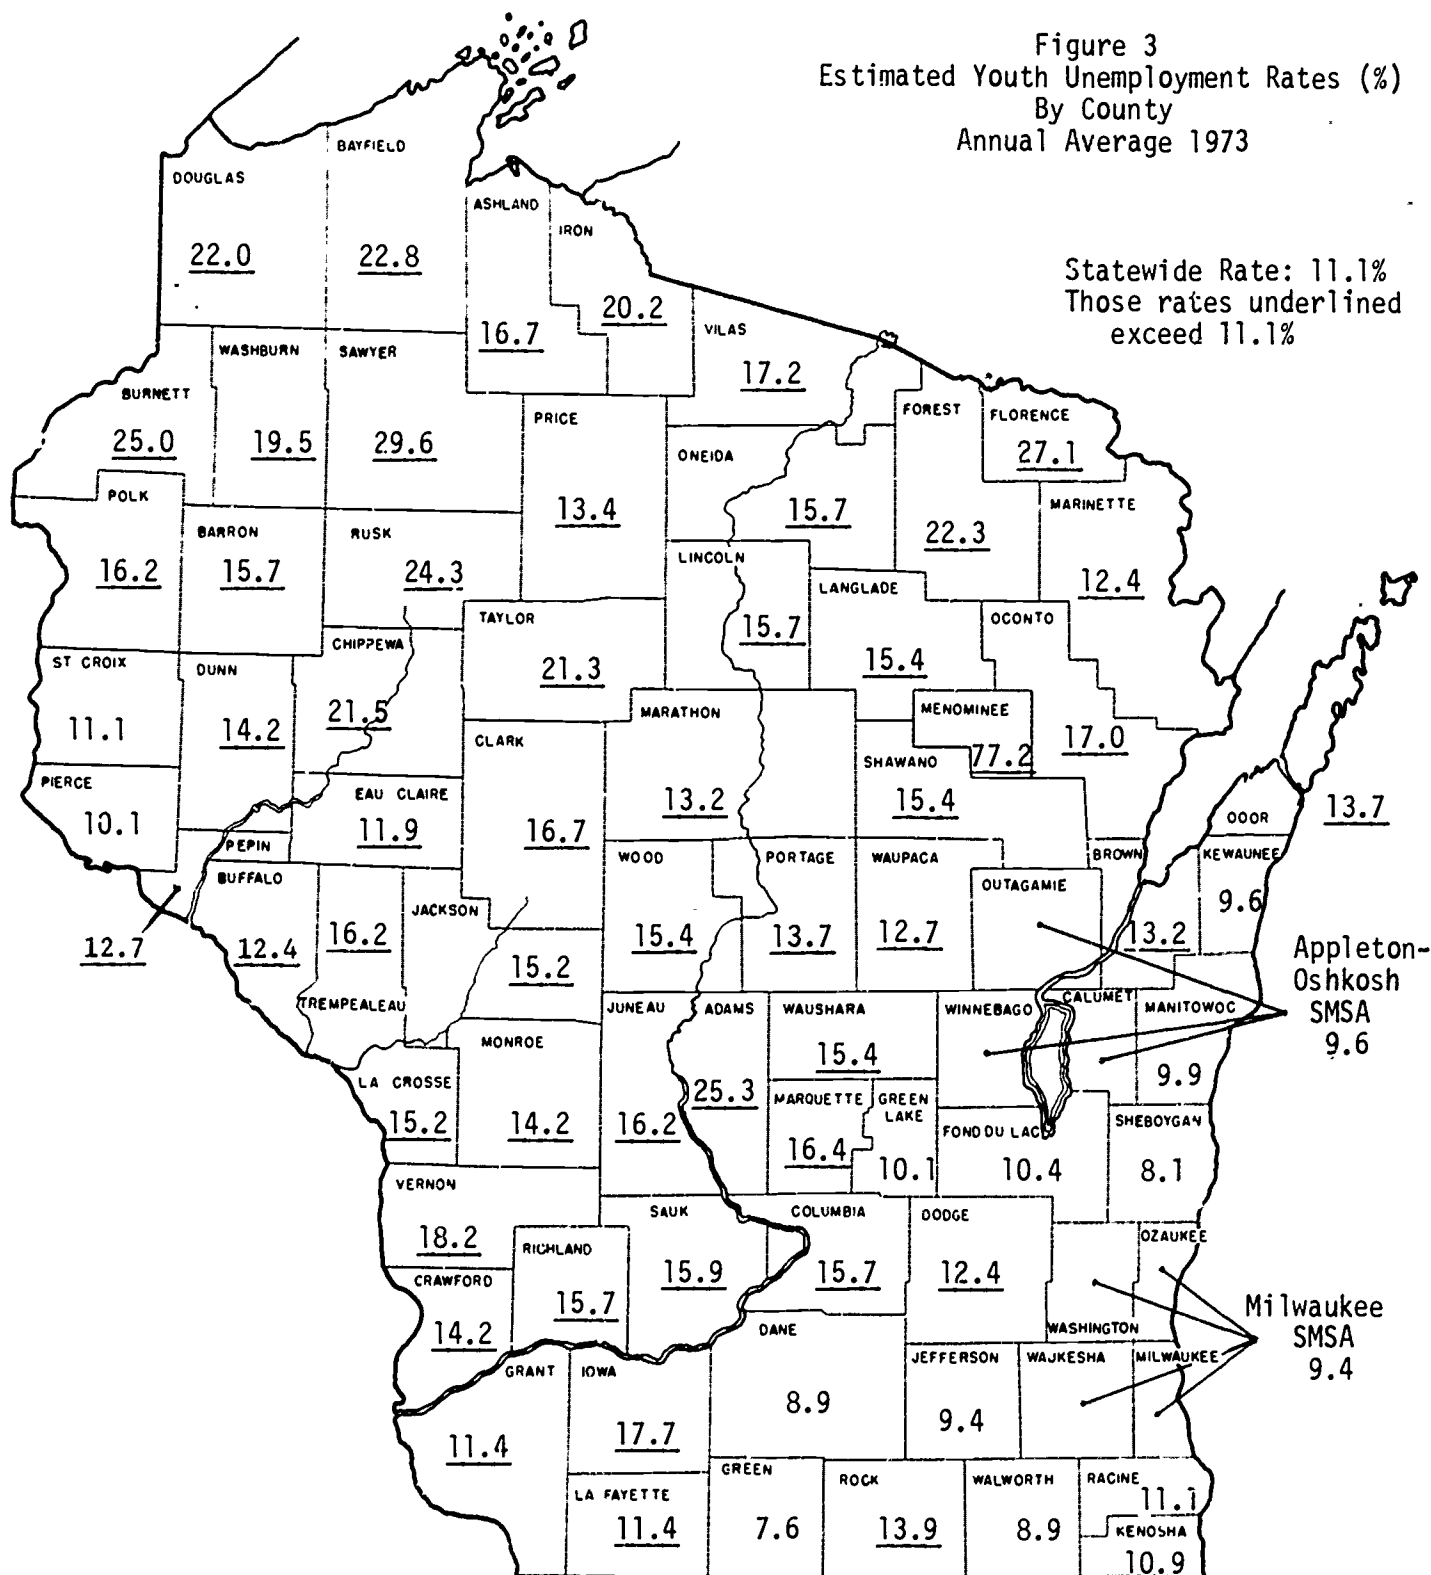 Figure 3
Estimated Youth Unemployment Rates (%)
By County
Annual Average 1973
Statewide Rate: 11.1%
Those rates underlined
exceed 11.1%
DOUGLAS
22.0
BAYFIELD
22.8
ASHLAND
16.7
IRON
20.2
VILAS
17.2
WASHBURN
19.5
SAWYER
29.6
BURNETT
25.0
PRICE
13.4
ONEIDA
15.7
FOREST
22.3
FLORENCE
27.1
MARINETTE
12.4
POLK
16.2
BARRON
15.7
RUSK
24.3
LINCOLN
15.7
LANGLADE
15.4
TAYLOR
21.3
OCONTO
17.0
CHIPPEWA
21.5
ST CROIX
11.1
DUNN
14.2
MARATHON
13.2
MENOMINEE
77.2
SHAWANO
15.4
CLARK
16.7
PIERCE
10.1
EAU CLAIRE
11.9
PEPIN
12.7
BUFFALO
12.4
TREMPEALEAU
16.2
JACKSON
15.2
WOOD
15.4
PORTAGE
13.7
WAUPACA
12.7
OUTAGAMIE
BROWN
13.2
KEWAUNEE
9.6
DOOR
13.7
Appleton-
Oshkosh
SMSA
9.6
JUNEAU
16.2
ADAMS
25.3
WAUSHARA
15.4
WINNEBAGO
CALUMET
MANITOWOC
9.9
MONROE
14.2
LA CROSSE
15.2
MARQUETTE
16.4
GREEN
LAKE
10.1
FOND DU LAC
10.4
SHEBOYGAN
8.1
VERNON
18.2
RICHLAND
15.7
SAUK
15.9
COLUMBIA
15.7
DODGE
12.4
OZAUKEE
WASHINGTON
Milwaukee
SMSA
9.4
CRAWFORD
14.2
GRANT
11.4
IOWA
17.7
DANE
8.9
JEFFERSON
9.4
WAUKESHA
MILWAUKEE
LA FAYETTE
11.4
GREEN
7.6
ROCK
13.9
WALWORTH
8.9
RACINE
11.1
KENOSHA
10.9